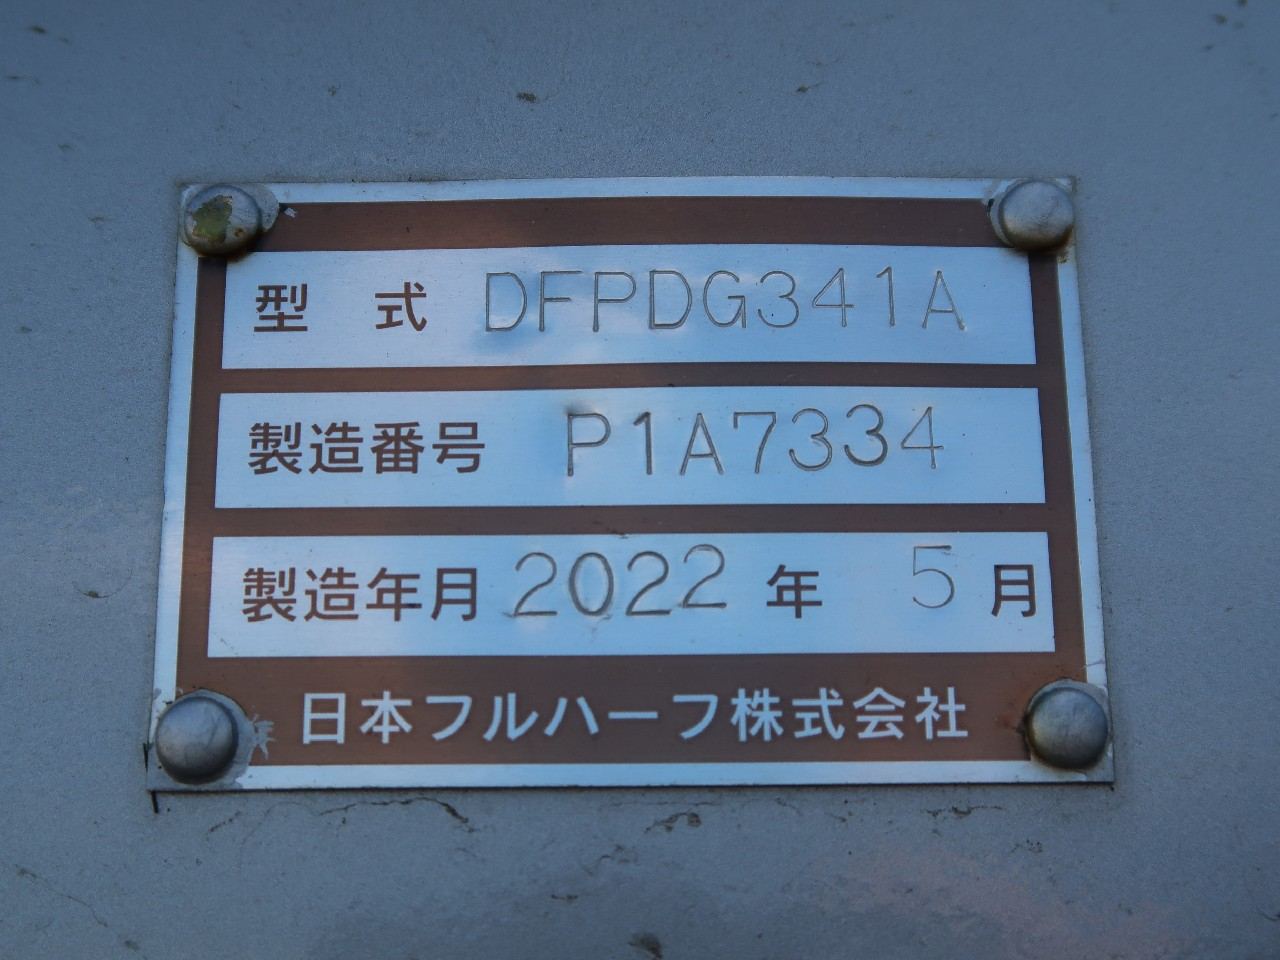 型 式 DFPDG341A
製造番号 P1A7334
製造年月 2022 年 5 月
日本フルハーフ株式会社